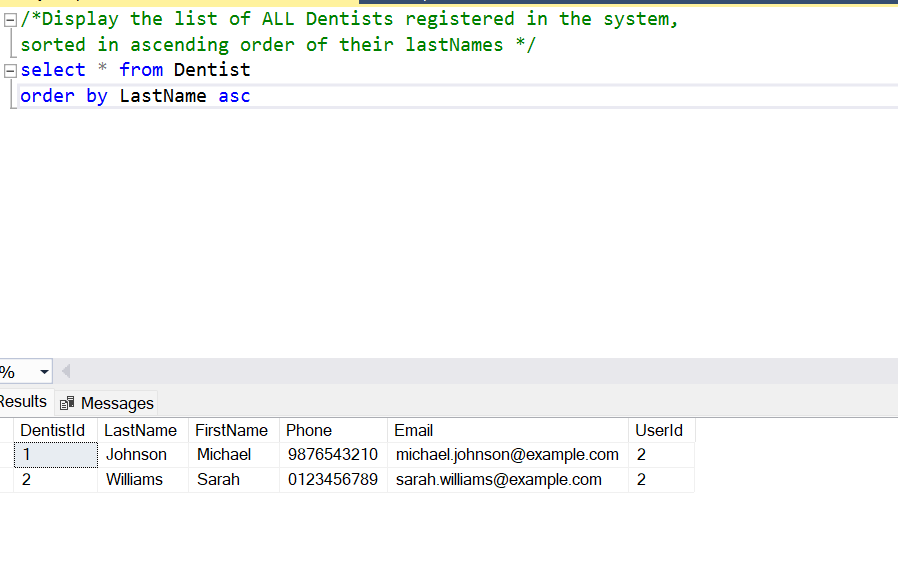 /*Display the list of ALL Dentists registered in the system,
sorted in ascending order of their lastNames */
select * from Dentist
order by LastName asc
%
Results Messages
DentistId LastName FirstName Phone Email UserId
1 Johnson Michael 9876543210 michael.johnson@example.com 2
2 Williams Sarah 0123456789 sarah.williams@example.com 2